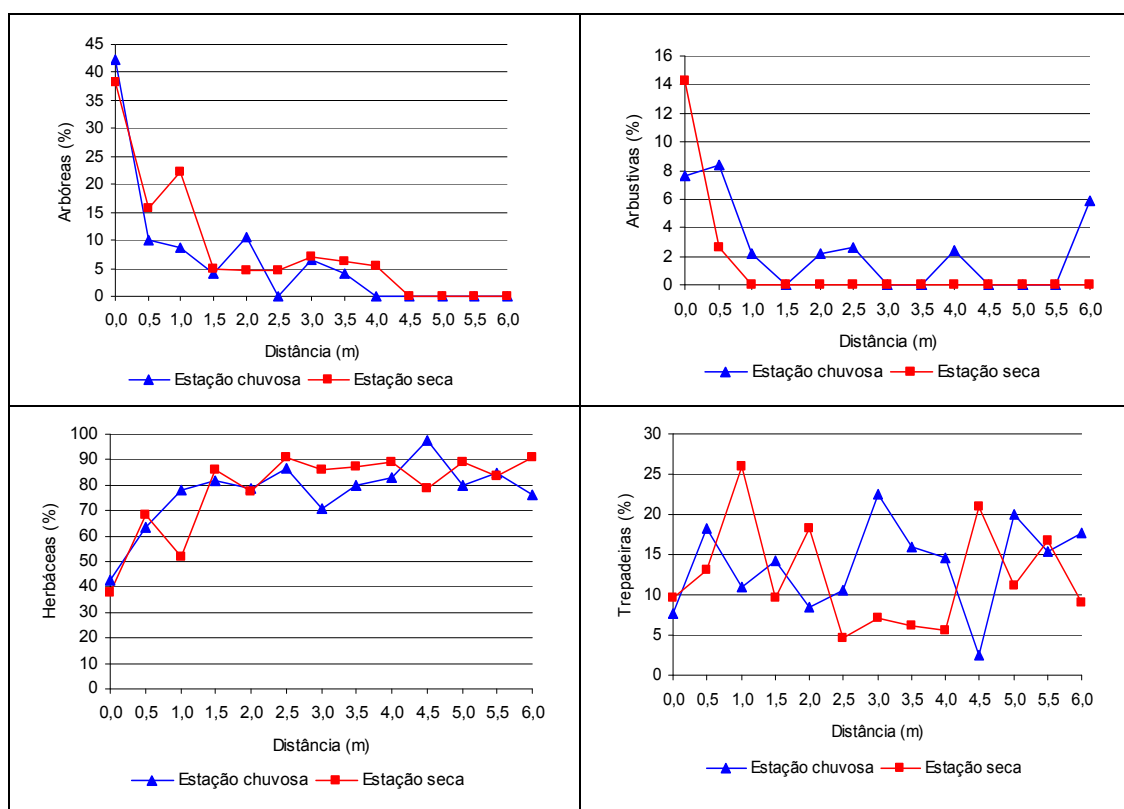 45
40
35
30
25
20
15
10
5
0
Arbóreas (%)
0,0 0,5 1,0 1,5 2,0 2,5 3,0 3,5 4,0 4,5 5,0 5,5 6,0
Distância (m)
Estação chuvosa Estação seca
16
14
12
10
8
6
4
2
0
Arbustivas (%)
0,0 0,5 1,0 1,5 2,0 2,5 3,0 3,5 4,0 4,5 5,0 5,5 6,0
Distância (m)
Estação chuvosa Estação seca
100
90
80
70
60
50
40
30
20
10
0
Herbáceas (%)
0,0 0,5 1,0 1,5 2,0 2,5 3,0 3,5 4,0 4,5 5,0 5,5 6,0
Distância (m)
Estação chuvosa Estação seca
30
25
20
15
10
5
0
Trepadeiras (%)
0,0 0,5 1,0 1,5 2,0 2,5 3,0 3,5 4,0 4,5 5,0 5,5 6,0
Distância (m)
Estação chuvosa Estação seca